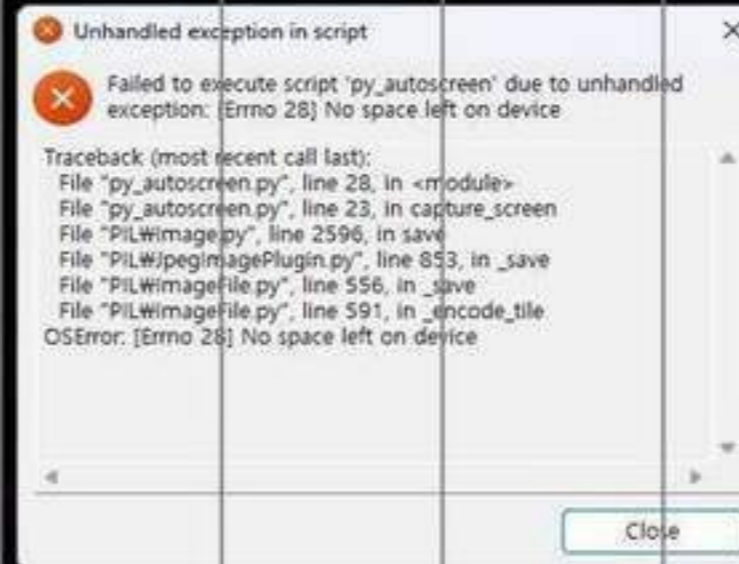 Unhandled exception in script
Failed to execute script 'py_autoscreen' due to unhandled
exception: [Errno 28] No space left on device
Traceback (most recent call last):
File "py_autoscreen.py", line 28, in <module>
File "py_autoscreen.py", line 23, in capture_screen
File "PIL₩Image.py", line 2596, in save
File "PIL₩JpegImagePlugin.py", line 853, in _save
File "PIL₩ImageFile.py", line 556, in _save
File "PIL₩ImageFile.py", line 591, in _encode_tile
OSError: [Errno 28] No space left on device
Close